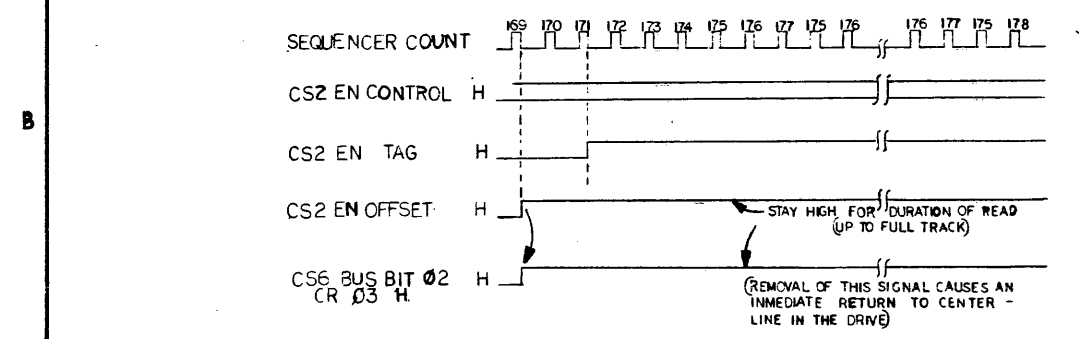 169 170 171 172 173 174 175 176 177 175 176 176 177 175 178
SEQUENCER COUNT
CS2 EN CONTROL H
B
CS2 EN TAG H
CS2 EN OFFSET H
STAY HIGH FOR DURATION OF READ
(UP TO FULL TRACK)
CS6 BUS BIT Ø2 H
CR Ø3 H
(REMOVAL OF THIS SIGNAL CAUSES AN
INMEDIATE RETURN TO CENTER -
LINE IN THE DRIVE)